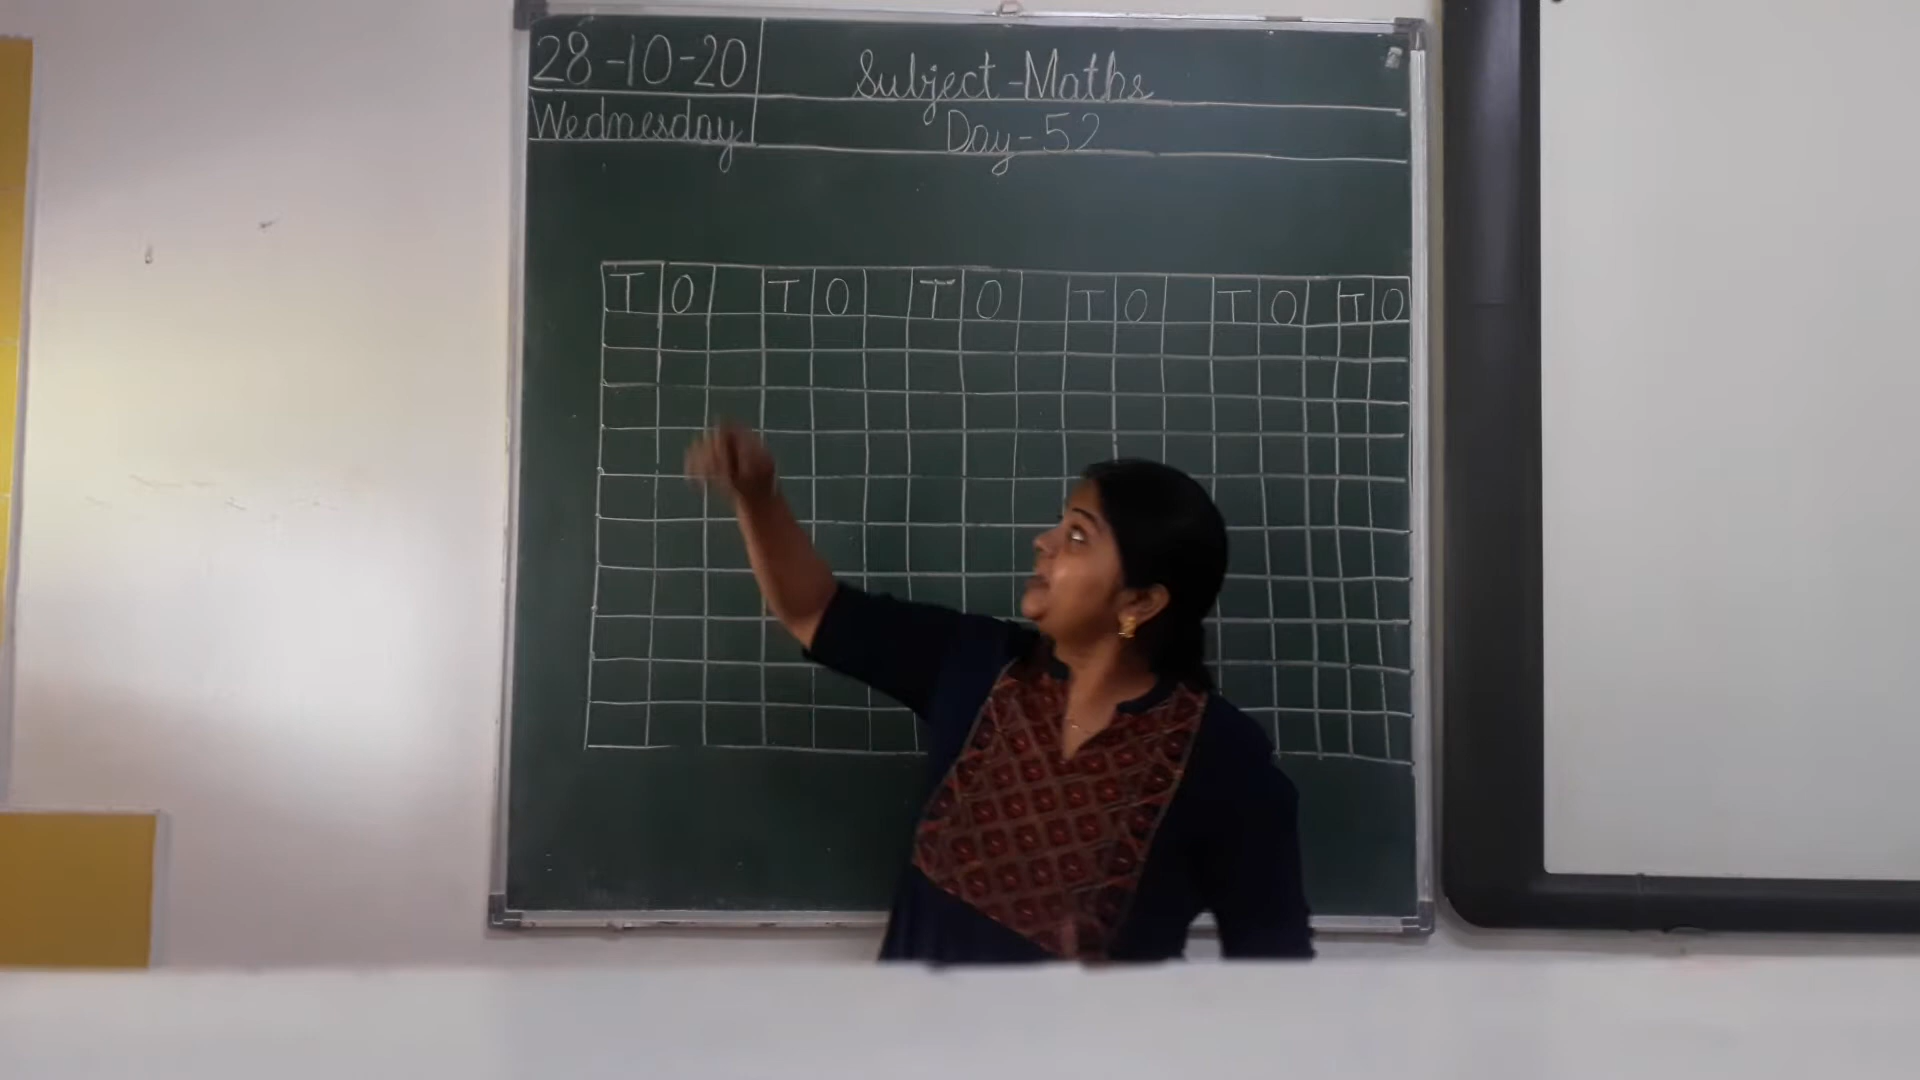 28-10-20
Subject-Maths
Wednesday
Day-52
T O T O T O T O T O T O